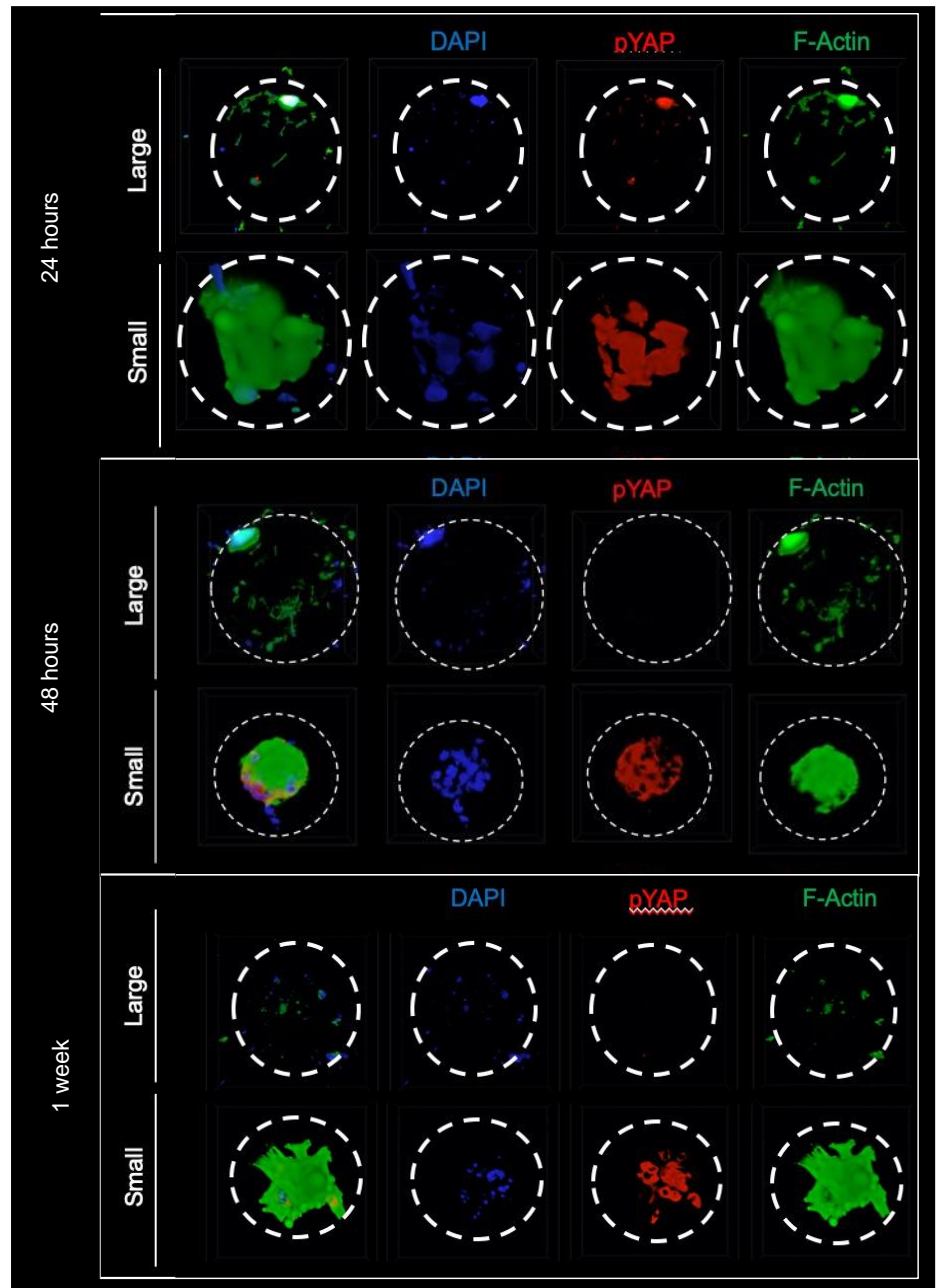 24 hours
DAPI pYAP F-Actin
Large
Small
48 hours
DAPI pYAP F-Actin
Large
Small
1 week
DAPI pYAP F-Actin
Large
Small